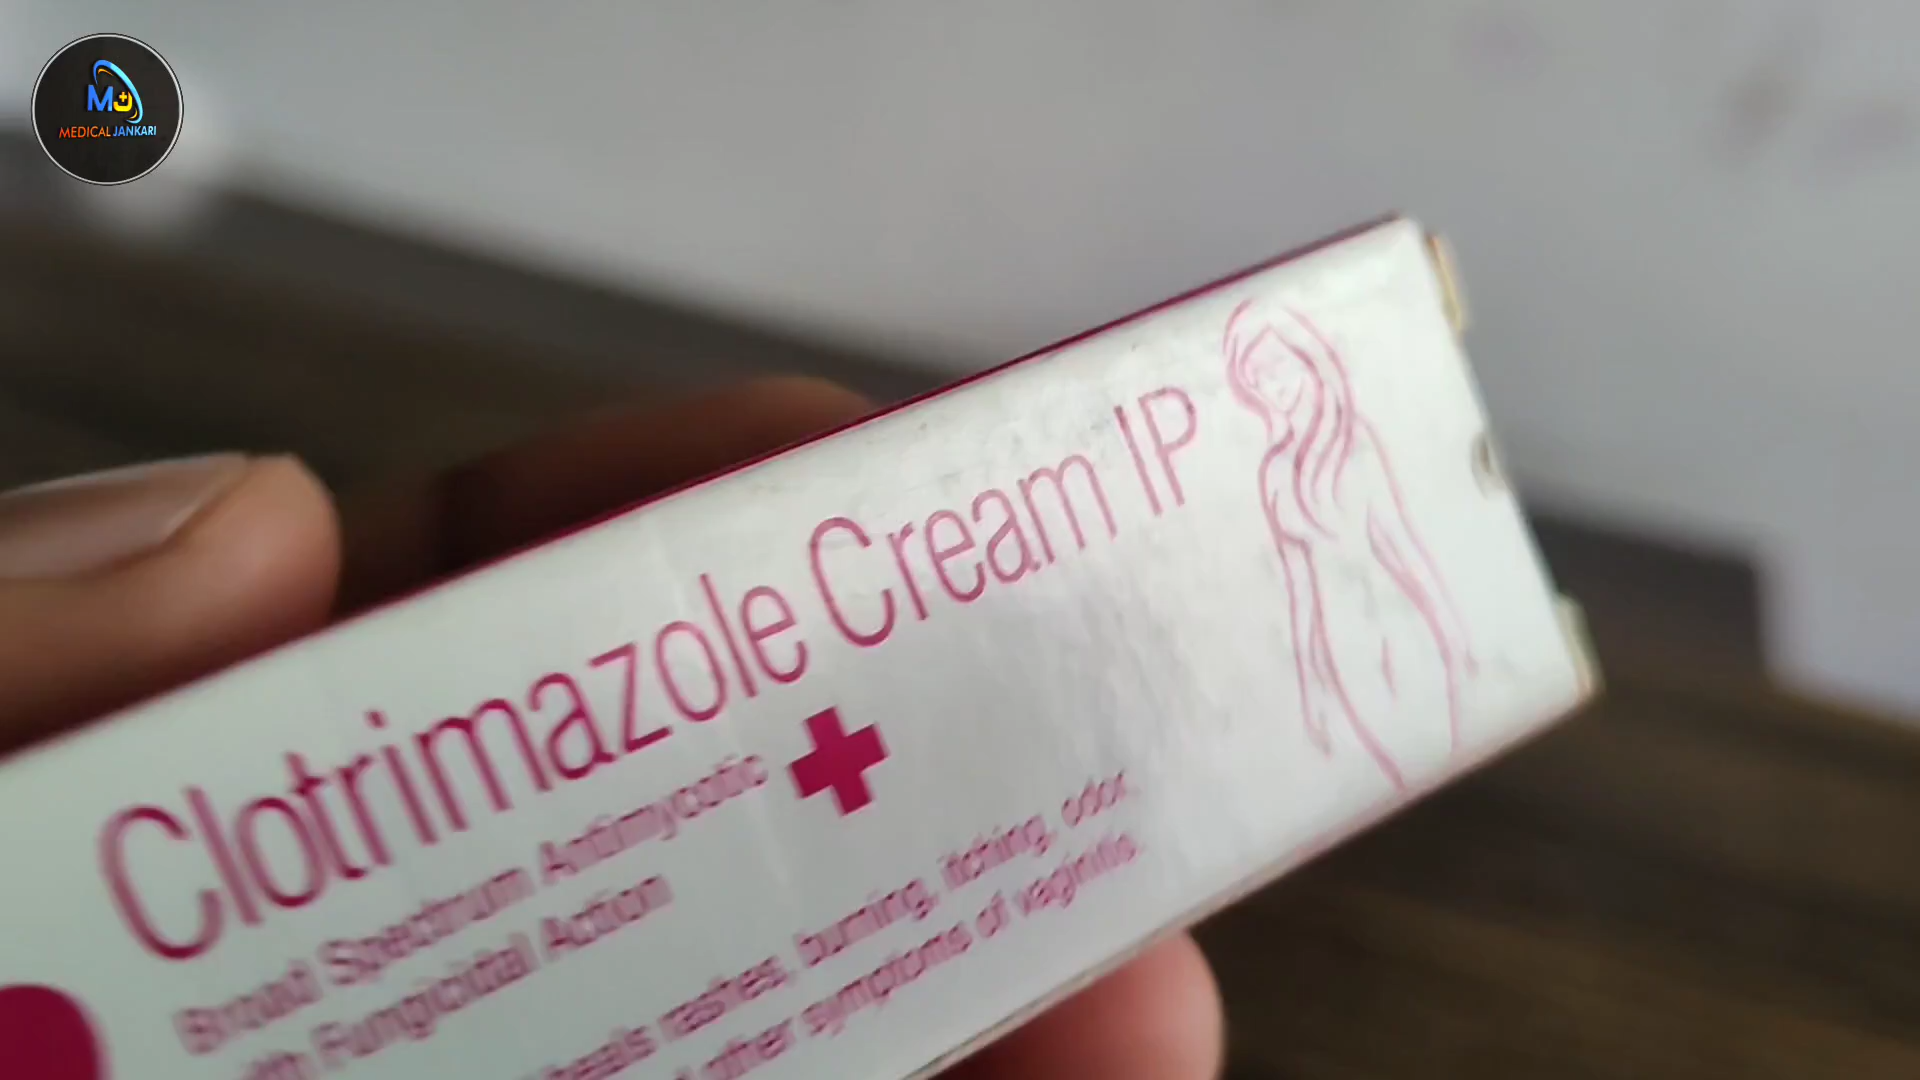 MJ
MEDICAL JANKARI
Clotrimazole Cream IP
Broad Spectrum Antimycotic
with Fungicidal Action
heals rashes, burning, itching, odor,
other symptoms of vaginitis.